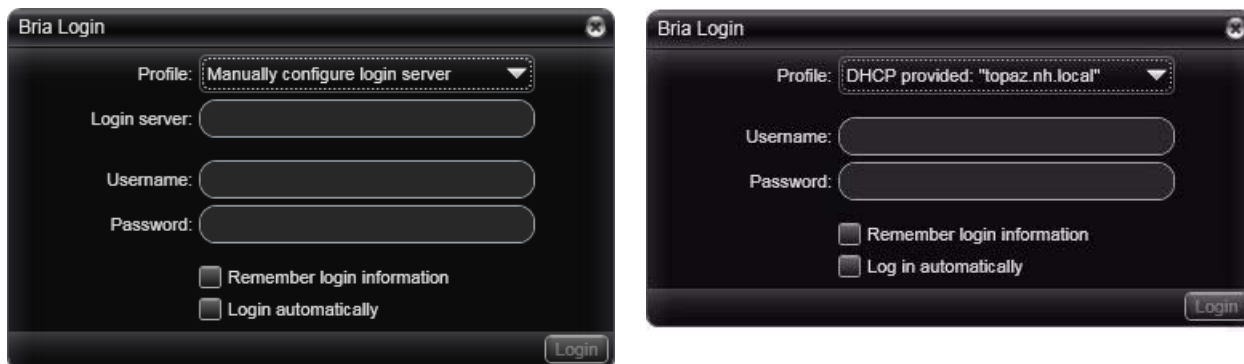 Bria Login
Profile: Manually configure login server
Login server:
Username:
Password:
Remember login information
Login automatically
Login
Bria Login
Profile: DHCP provided: "topaz.nh.local"
Username:
Password:
Remember login information
Log in automatically
Login